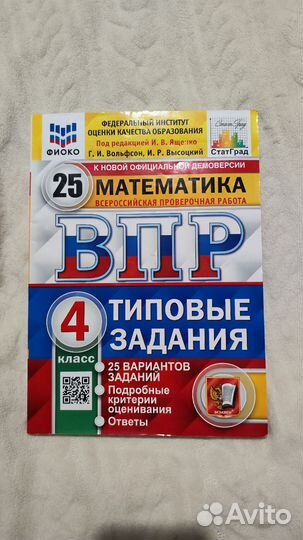 ФИОКО
ФЕДЕРАЛЬНЫЙ ИНСТИТУТ
ОЦЕНКИ КАЧЕСТВА ОБРАЗОВАНИЯ
Под редакцией И. В. Ященко
Г. И. Вольфсон, И. Р. Высоцкий
СтатГрад
К НОВОЙ ОФИЦИАЛЬНОЙ ДЕМОВЕРСИИ
25 МАТЕМАТИКА
ВСЕРОССИЙСКАЯ ПРОВЕРОЧНАЯ РАБОТА
ВПР
4 класс
ТИПОВЫЕ
ЗАДАНИЯ
25 ВАРИАНТОВ
ЗАДАНИЙ
Подробные
критерии
оценивания
Ответы
ЭКЗАМЕН
Avito